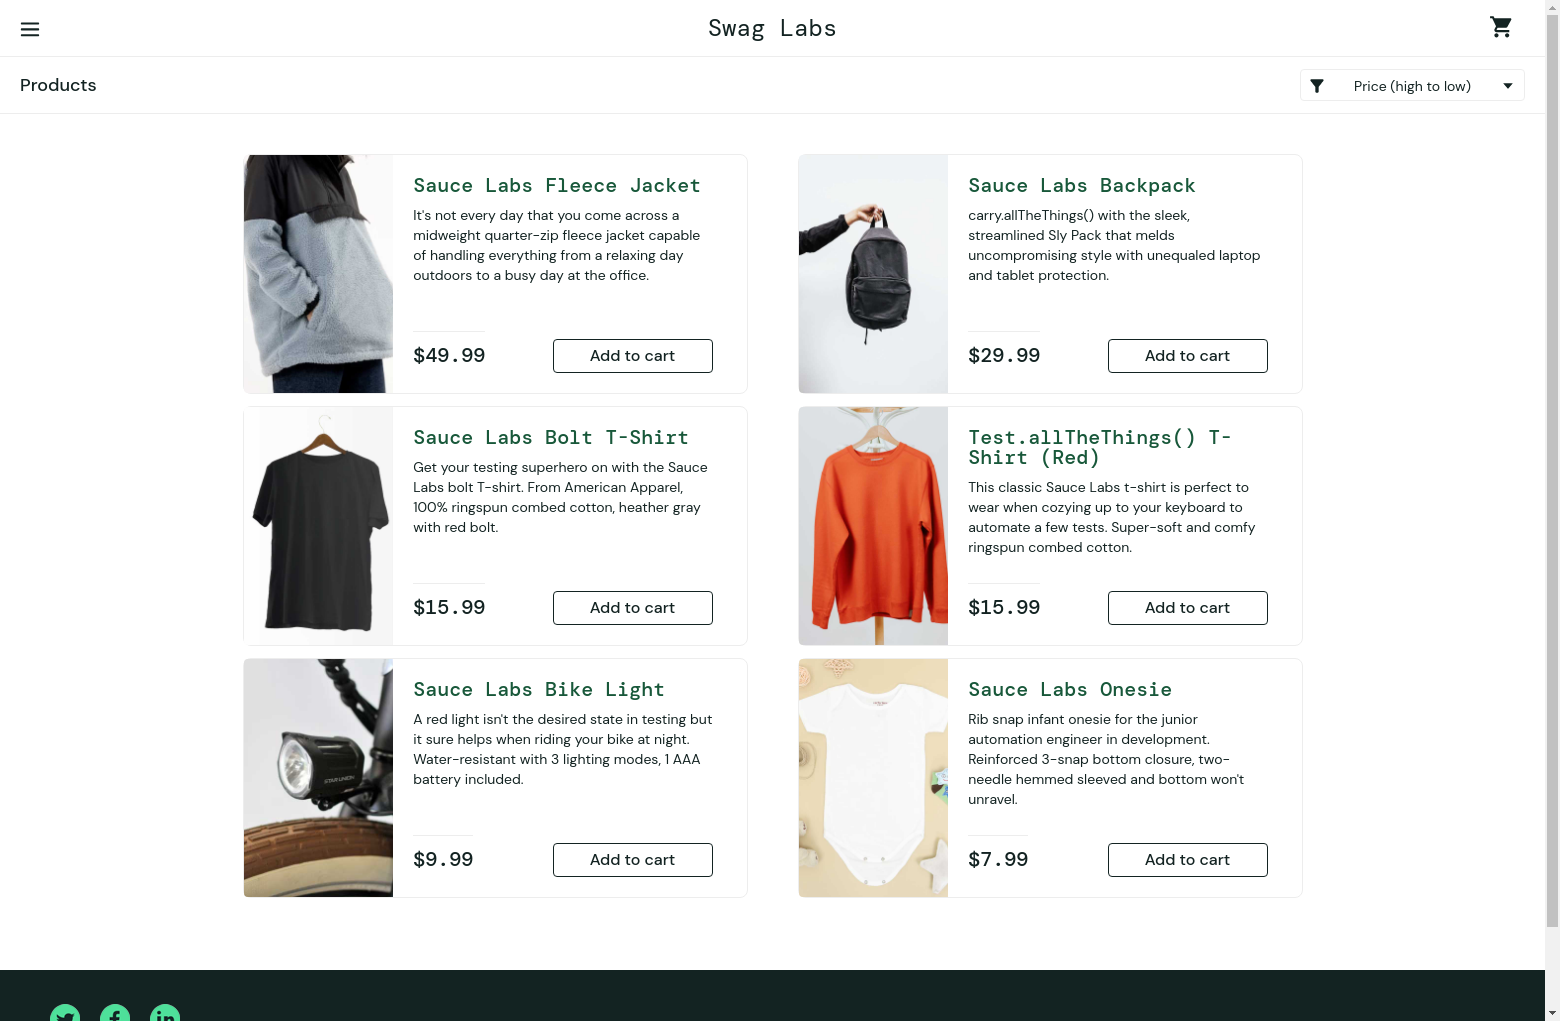 Swag Labs
Products
Price (high to low)
Sauce Labs Fleece Jacket
It's not every day that you come across a
midweight quarter-zip fleece jacket capable
of handling everything from a relaxing day
outdoors to a busy day at the office.
$49.99
Add to cart
Sauce Labs Backpack
carry.allTheThings() with the sleek,
streamlined Sly Pack that melds
uncompromising style with unequaled laptop
and tablet protection.
$29.99
Add to cart
Sauce Labs Bolt T-Shirt
Get your testing superhero on with the Sauce
Labs bolt T-shirt. From American Apparel,
100% ringspun combed cotton, heather gray
with red bolt.
$15.99
Add to cart
Test.allTheThings() T-
Shirt (Red)
This classic Sauce Labs t-shirt is perfect to
wear when cozying up to your keyboard to
automate a few tests. Super-soft and comfy
ringspun combed cotton.
$15.99
Add to cart
STAR UNION
Sauce Labs Bike Light
A red light isn't the desired state in testing but
it sure helps when riding your bike at night.
Water-resistant with 3 lighting modes, 1 AAA
battery included.
$9.99
Add to cart
Sauce Labs Onesie
Rib snap infant onesie for the junior
automation engineer in development.
Reinforced 3-snap bottom closure, two-
needle hemmed sleeved and bottom won't
unravel.
$7.99
Add to cart